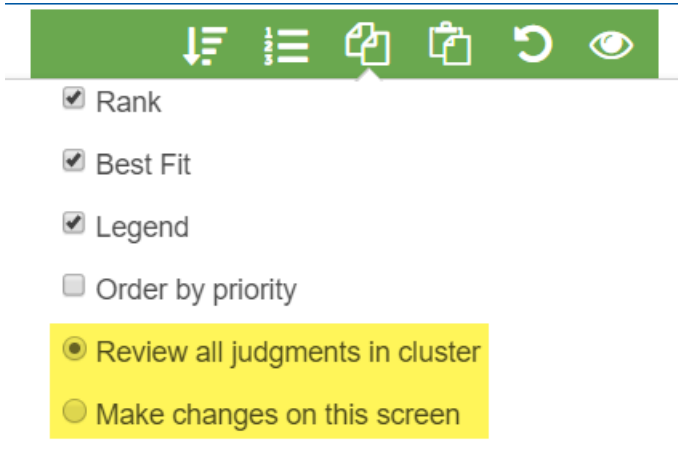 Rank
Best Fit
Legend
Order by priority
Review all judgments in cluster
Make changes on this screen